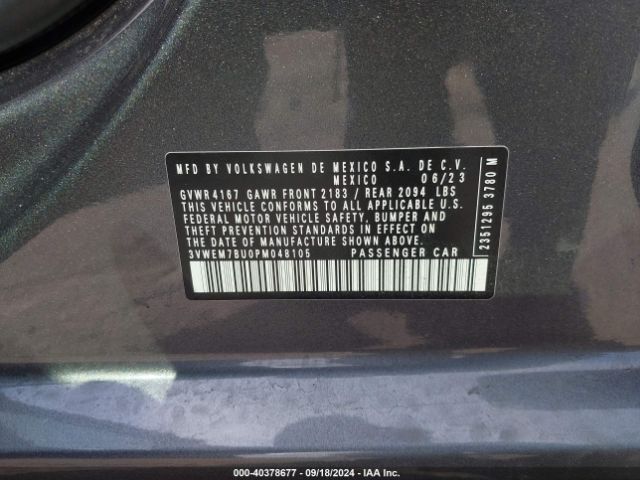 MFD BY VOLKSWAGEN DE MEXICO S.A. DE C.V.
MEXICO 06/23
GVWR4167 GAWR FRONT 2183 / REAR 2094 LBS
THIS VEHICLE CONFORMS TO ALL APPLICABLE U.S.
FEDERAL MOTOR VEHICLE SAFETY, BUMPER AND
THEFT PREVENTION STANDARDS IN EFFECT ON THE
DATE OF MANUFACTURE SHOWN ABOVE.
3VWEM7BU0PM048105 PASSENGER CAR
2351295 3780 M
000-40378677 - 09/18/2024 - IAA Inc.